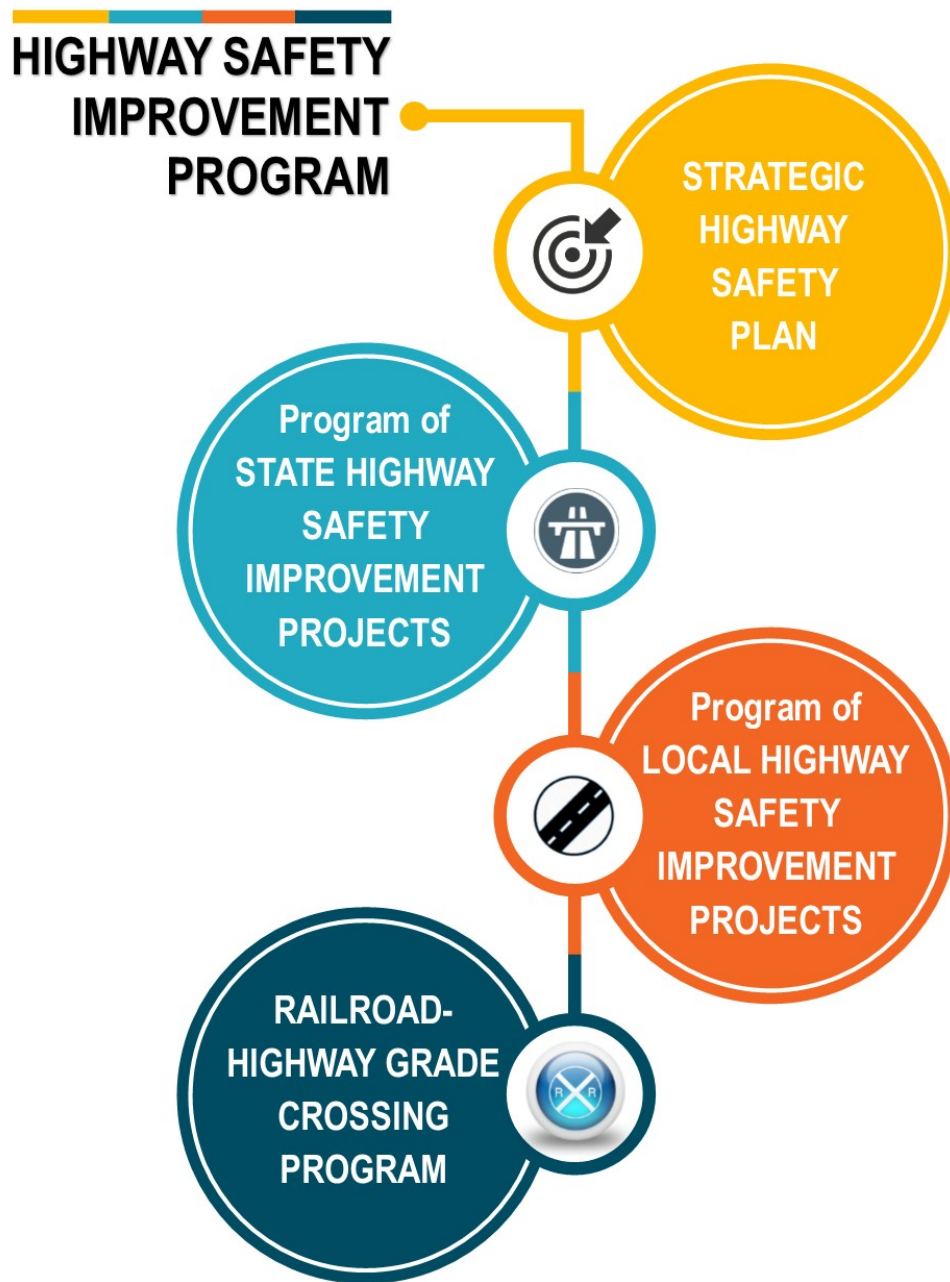 HIGHWAY SAFETY
IMPROVEMENT
PROGRAM
STRATEGIC
HIGHWAY
SAFETY
PLAN
Program of
STATE HIGHWAY
SAFETY
IMPROVEMENT
PROJECTS
Program of
LOCAL HIGHWAY
SAFETY
IMPROVEMENT
PROJECTS
RAILROAD-
HIGHWAY GRADE
CROSSING
PROGRAM
R R